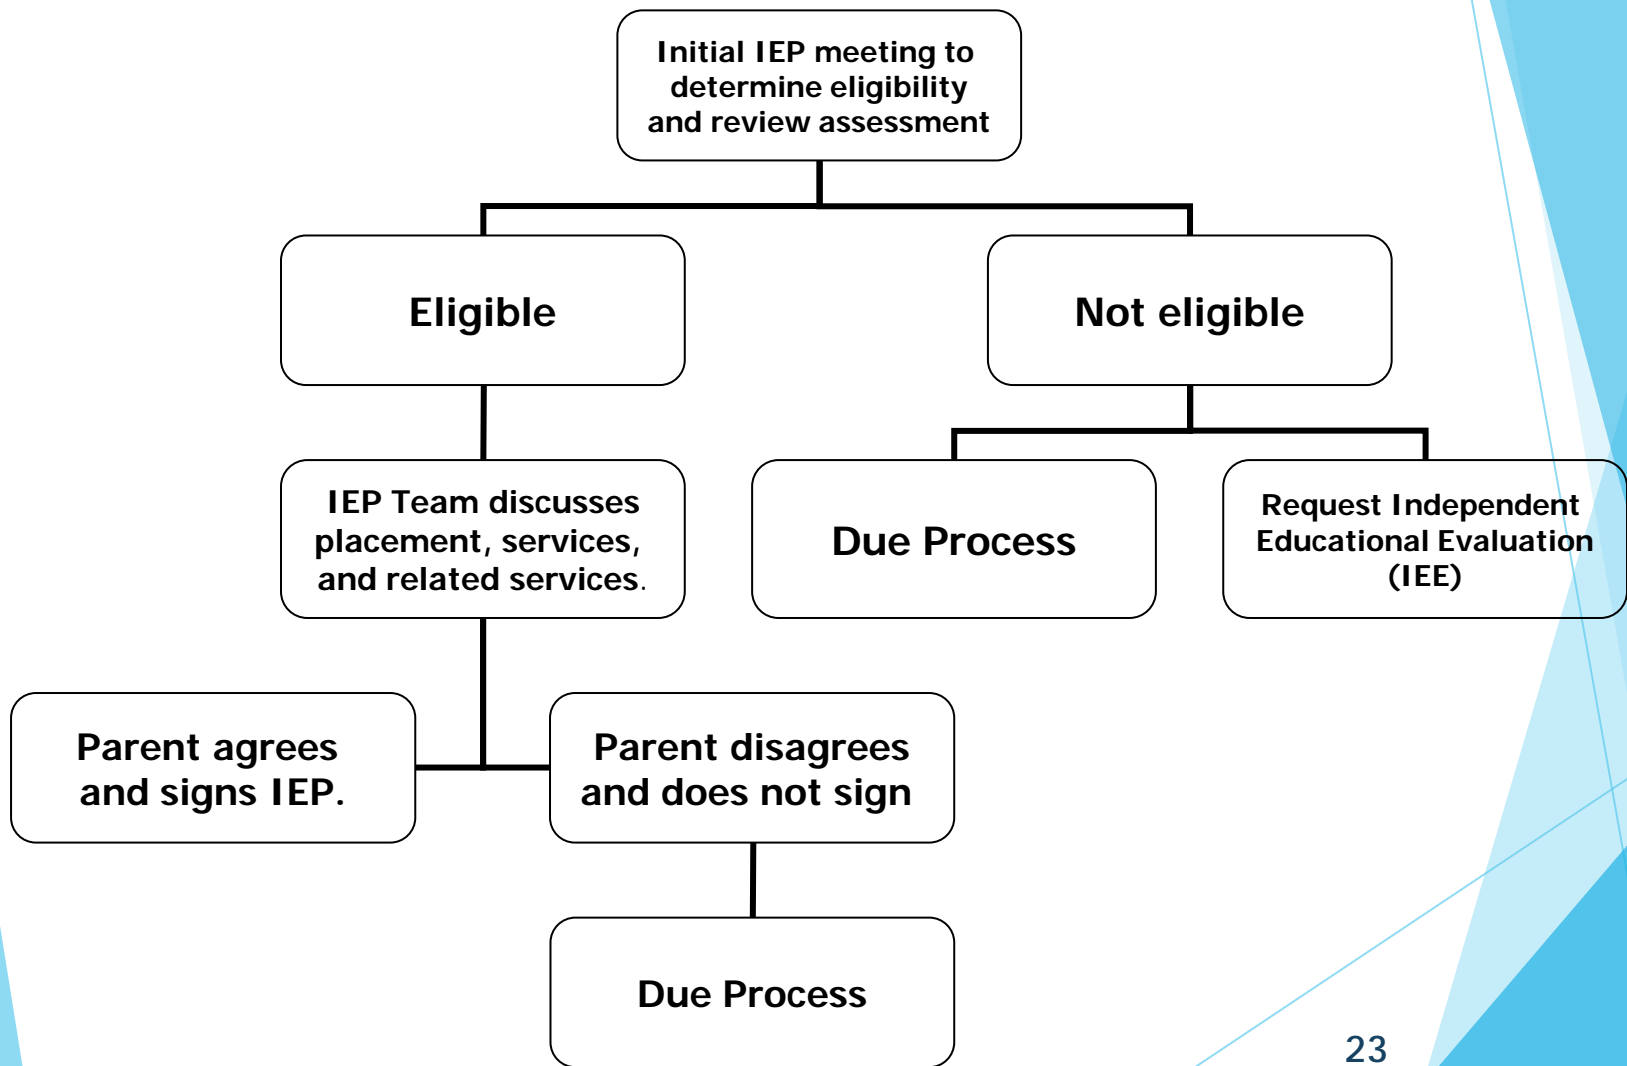 Initial IEP meeting to
determine eligibility
and review assessment
Eligible
Not eligible
IEP Team discusses
placement, services,
and related services.
Due Process
Request Independent
Educational Evaluation
(IEE)
Parent agrees
and signs IEP.
Parent disagrees
and does not sign
Due Process
23